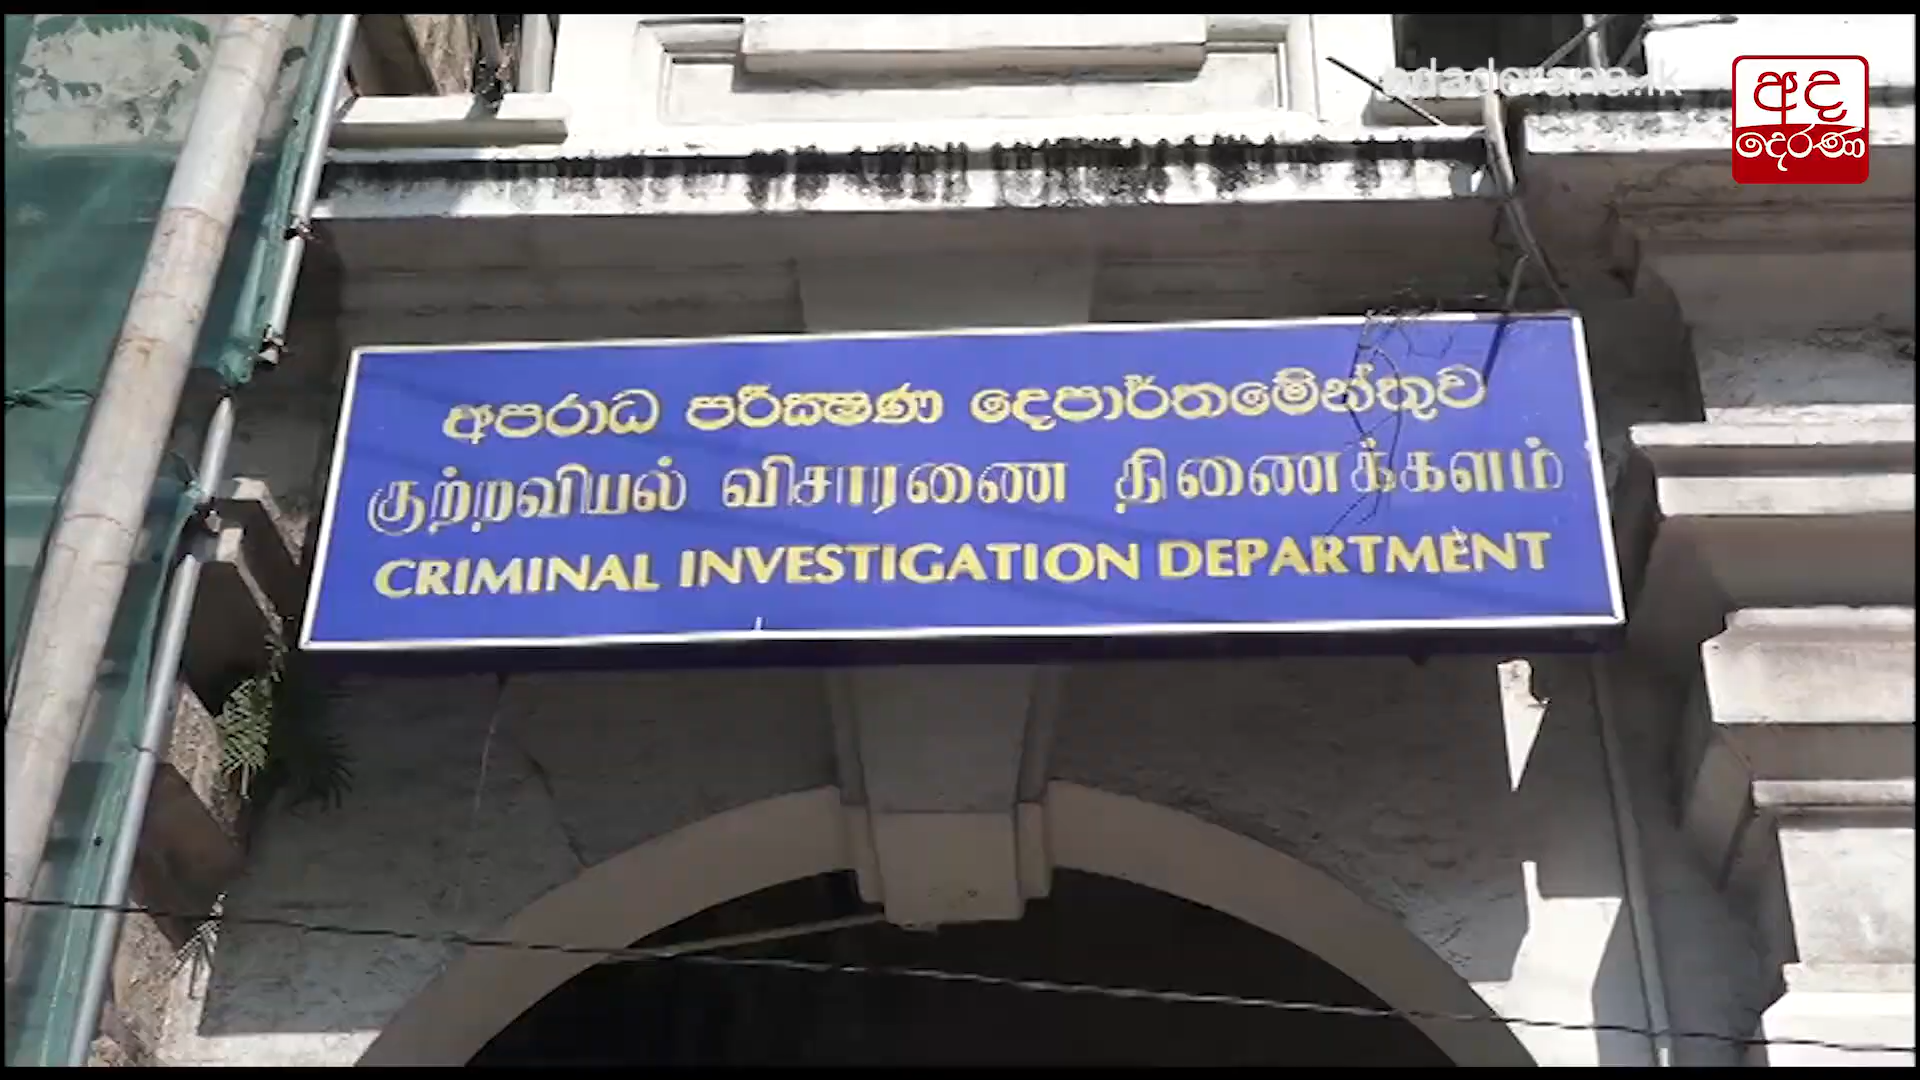 adaderana.lk
අද
දෙරණ
අපරාධ පරීක්ෂණ දෙපාර්තමේන්තුව
குற்றவியல் விசாரணை திணைக்களம்
CRIMINAL INVESTIGATION DEPARTMENT